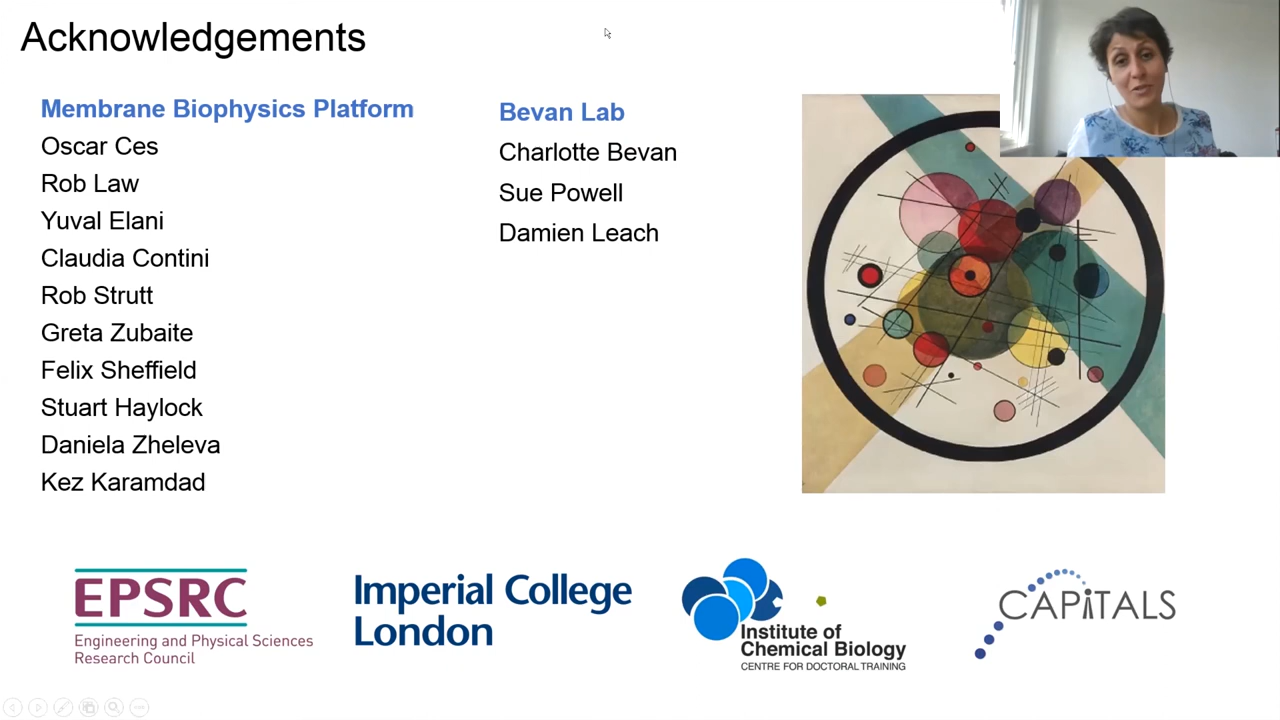 Acknowledgements
Membrane Biophysics Platform
Oscar Ces
Rob Law
Yuval Elani
Claudia Contini
Rob Strutt
Greta Zubaite
Felix Sheffield
Stuart Haylock
Daniela Zheleva
Kez Karamdad
Bevan Lab
Charlotte Bevan
Sue Powell
Damien Leach
EPSRC
Engineering and Physical Sciences
Research Council
Imperial College
London
Institute of
Chemical Biology
CENTRE FOR DOCTORAL TRAINING
CAPiTALS